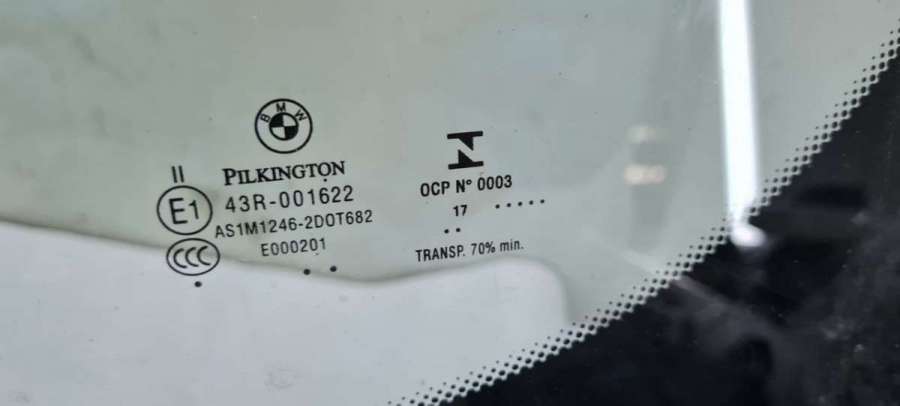 BMW
PILKINGTON
II
E1
43R-001622
AS1M1246-2DOT682
E000201
CCC
N
OCP Nº 0003
17 .....
..
TRANSP. 70% min.